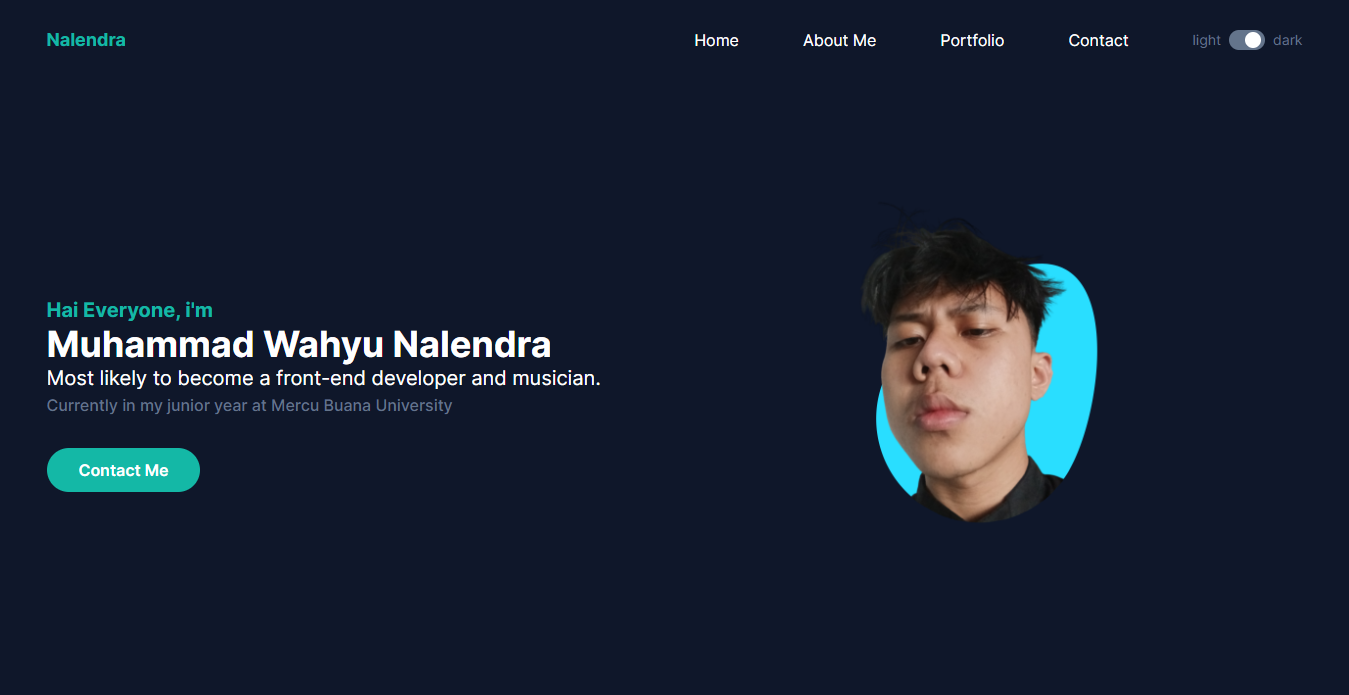 Nalendra
Home About Me Portfolio Contact light dark
Hai Everyone, i'm
Muhammad Wahyu Nalendra
Most likely to become a front-end developer and musician.
Currently in my junior year at Mercu Buana University
Contact Me